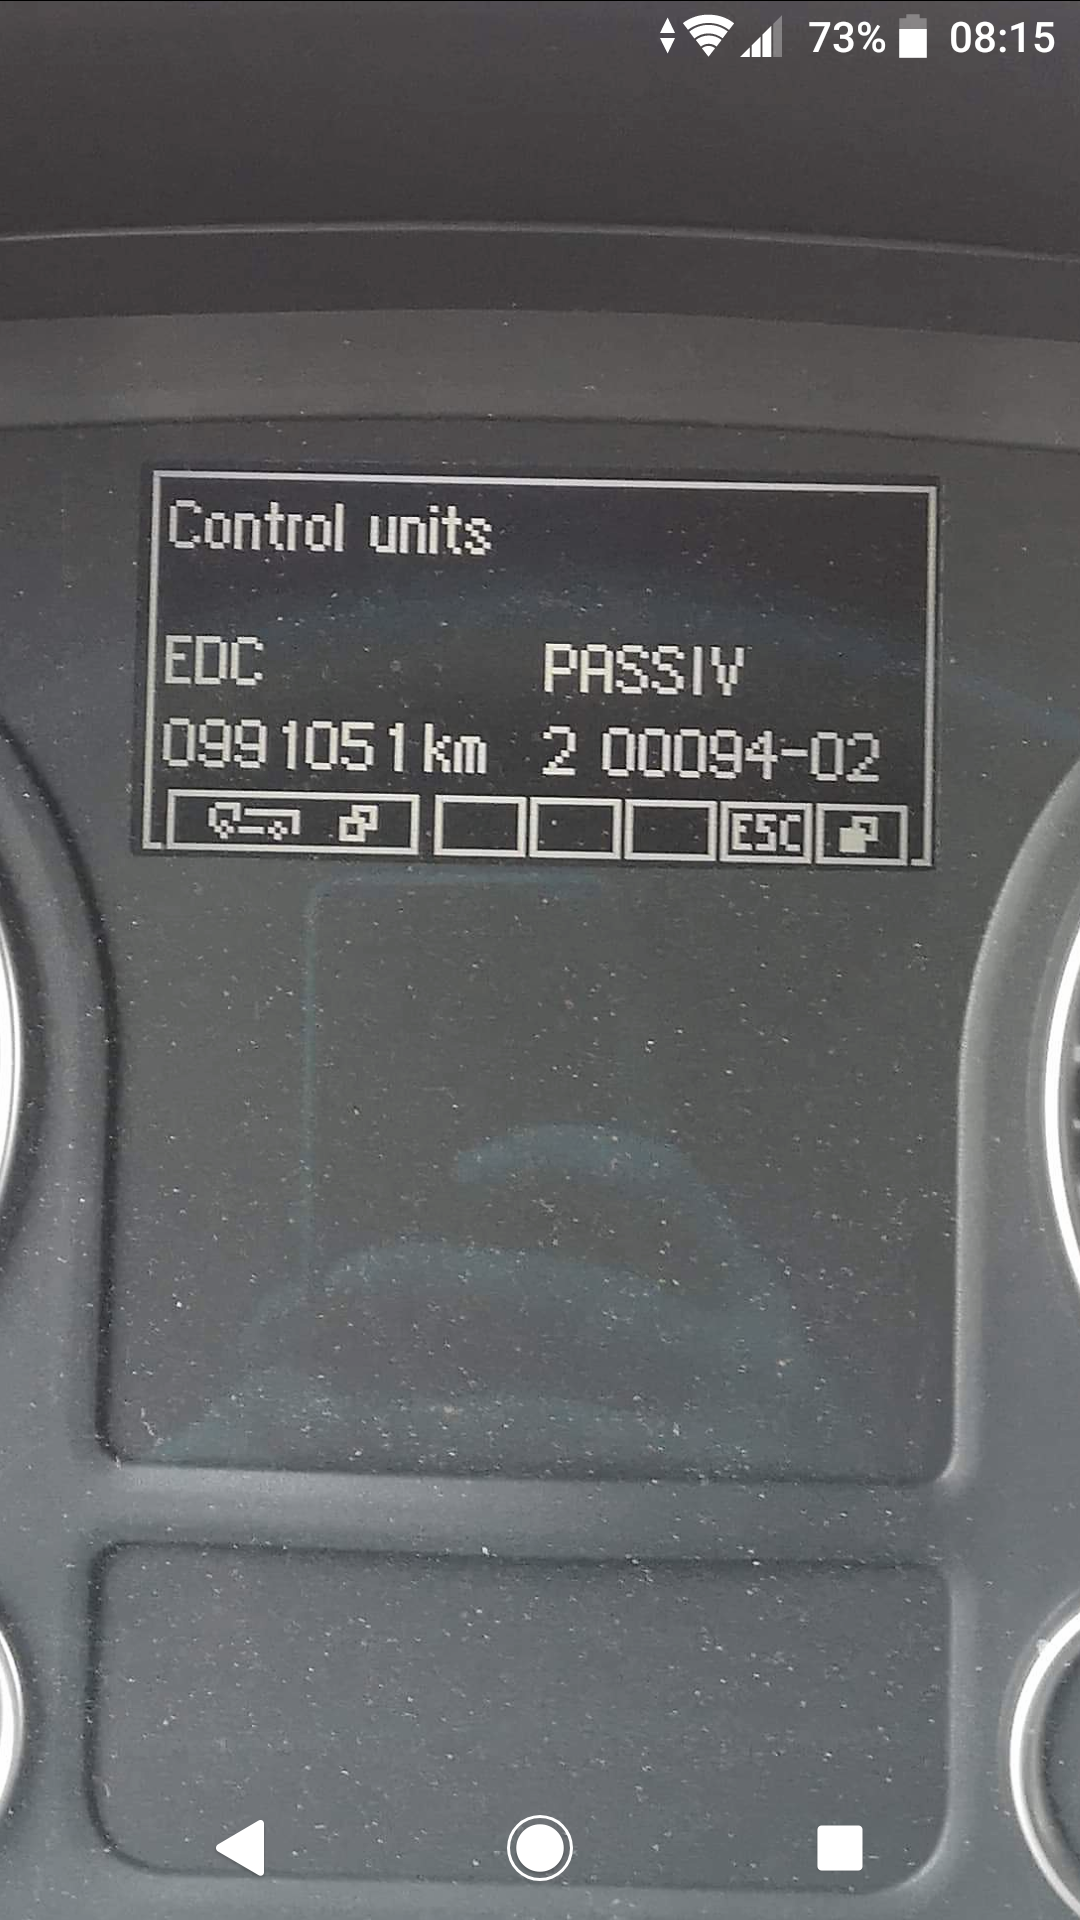 73% 08:15
Control units
EDC PASSIV
0991051km 2 00094-02
ESC